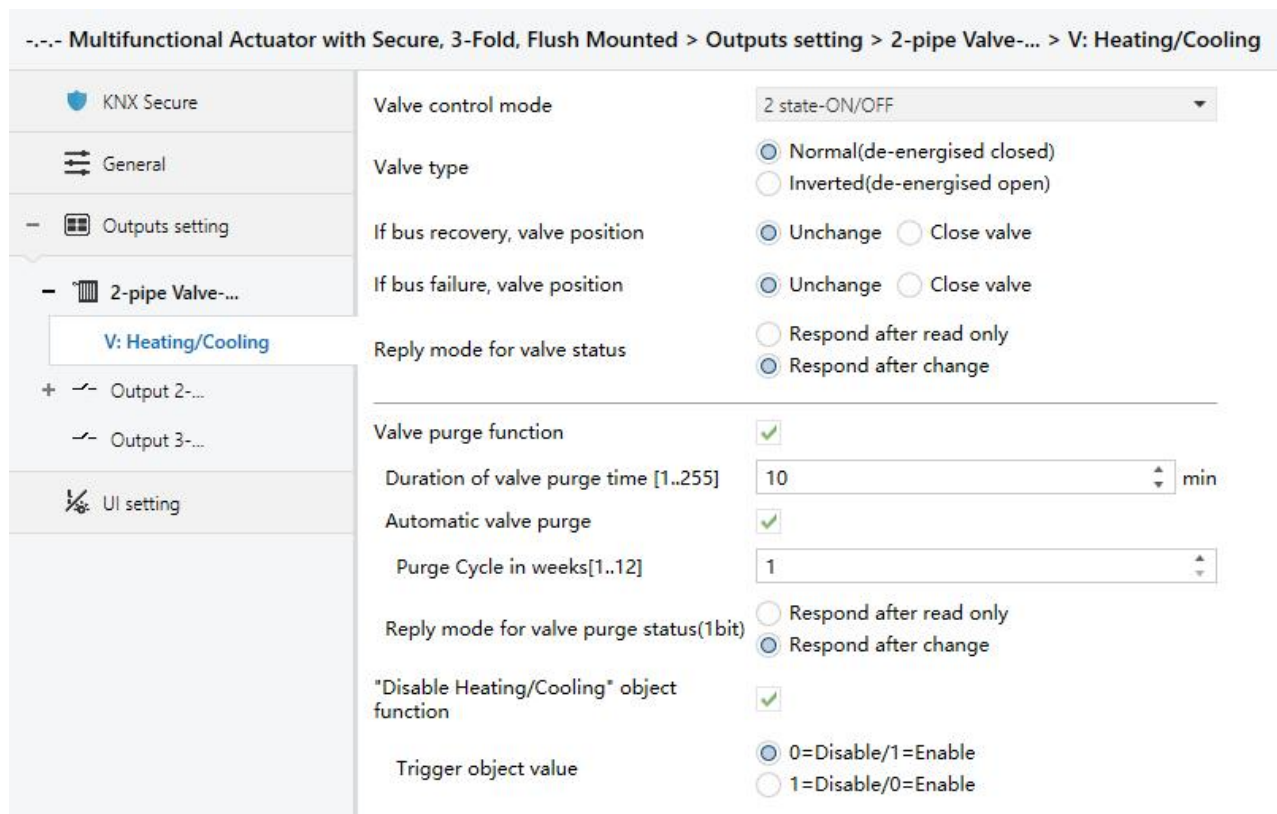 -.-.- Multifunctional Actuator with Secure, 3-Fold, Flush Mounted > Outputs setting > 2-pipe Valve-... > V: Heating/Cooling
KNX Secure
General
Outputs setting
2-pipe Valve-...
V: Heating/Cooling
Output 2-...
Output 3-...
UI setting
Valve control mode
2 state-ON/OFF
Valve type
Normal(de-energised closed)
Inverted(de-energised open)
If bus recovery, valve position
Unchange Close valve
If bus failure, valve position
Unchange Close valve
Reply mode for valve status
Respond after read only
Respond after change
Valve purge function
Duration of valve purge time [1..255]
10 min
Automatic valve purge
Purge Cycle in weeks[1..12]
1
Reply mode for valve purge status(1bit)
Respond after read only
Respond after change
"Disable Heating/Cooling" object
function
Trigger object value
0=Disable/1=Enable
1=Disable/0=Enable